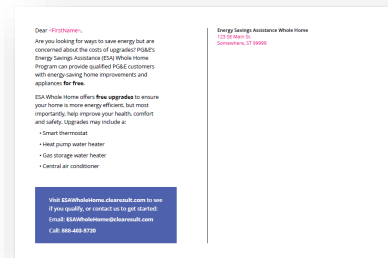 Dear <Firstname>,
Are you looking for ways to save energy but are
concerned about the costs of upgrades? PG&E's
Energy Savings Assistance (ESA) Whole Home
Program can provide qualified PG&E customers
with energy-saving home improvements and
appliances for free.
ESA Whole Home offers free upgrades to ensure
your home is more energy efficient, but most
importantly, help improve your health, comfort
and safety. Upgrades may include a:
• Smart thermostat
• Heat pump water heater
• Gas storage water heater
• Central air conditioner
Visit ESAWholeHome.clearesult.com to see
if you qualify, or contact us to get started:
Email: ESAWholeHome@clearesult.com
Call: 888-403-5720
Energy Savings Assistance Whole Home
123 SE Main St.
Somewhere, ST 99999